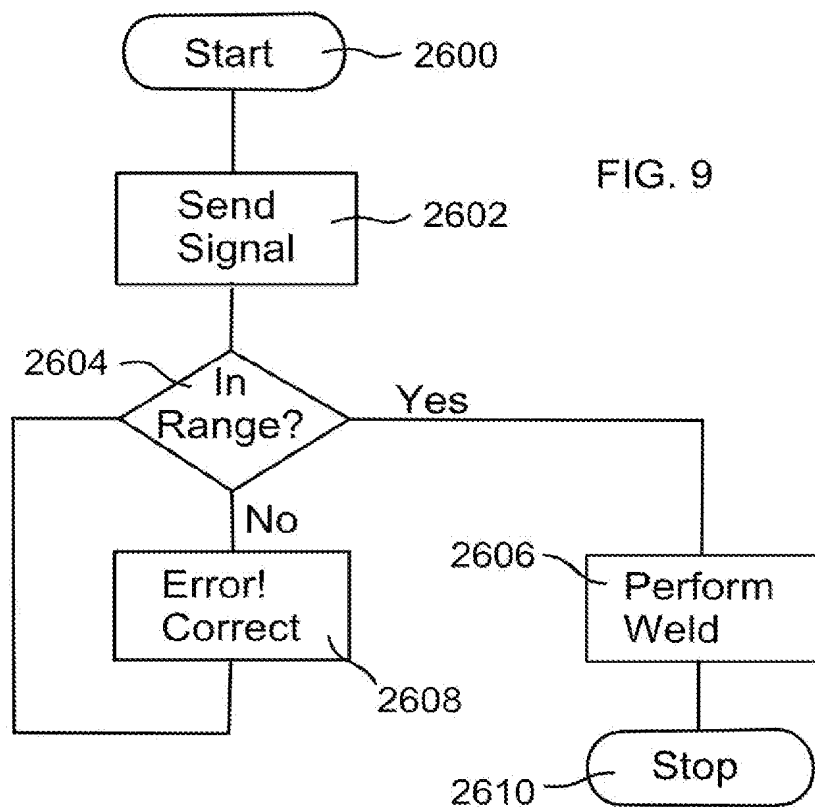 Start
2600
FIG. 9
Send
Signal
2602
2604
In
Range?
Yes
No
Error!
Correct
2608
2606
Perform
Weld
Stop
2610